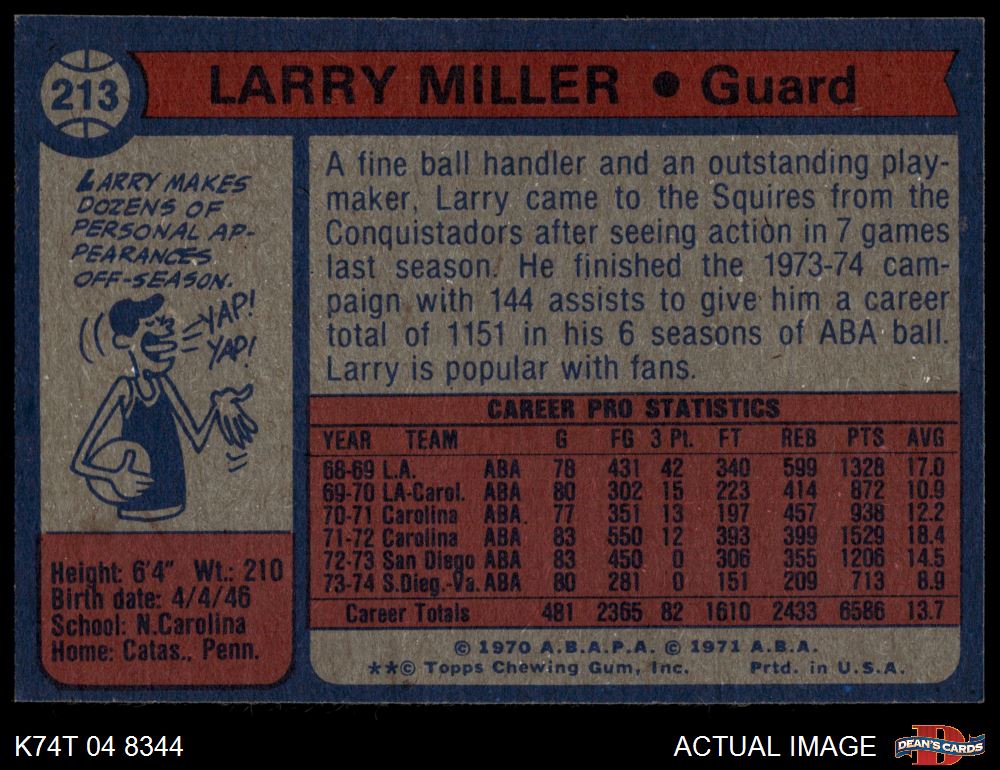 213
LARRY MILLER • Guard
LARRY MAKES
DOZENS OF
PERSONAL AP-
PEARANCES
OFF-SEASON.
YAP!
YAP!
Height: 6'4" Wt.: 210
Birth date: 4/4/46
School: N.Carolina
Home: Catas., Penn.
A fine ball handler and an outstanding play-
maker, Larry came to the Squires from the
Conquistadors after seeing action in 7 games
last season. He finished the 1973-74 cam-
paign with 144 assists to give him a career
total of 1151 in his 6 seasons of ABA ball.
Larry is popular with fans.
CAREER PRO STATISTICS
YEAR TEAM G FG 3 Pt. FT REB PTS AVG
68-69 L.A. ABA 78 431 42 340 599 1328 17.0
69-70 LA-Carol. ABA 80 302 15 223 414 872 10.9
70-71 Carolina ABA 77 351 13 197 457 938 12.2
71-72 Carolina ABA 83 550 12 393 399 1529 18.4
72-73 San Diego ABA 83 450 0 306 355 1206 14.5
73-74 S.Dieg.-Va. ABA 80 281 0 151 209 713 8.9
Career Totals 481 2365 82 1610 2433 6586 13.7
© 1970 A.B.A.P.A. © 1971 A.B.A.
**© Topps Chewing Gum, Inc. Prtd. in U.S.A.
K74T 04 8344
ACTUAL IMAGE
D
DEAN'S CARDS